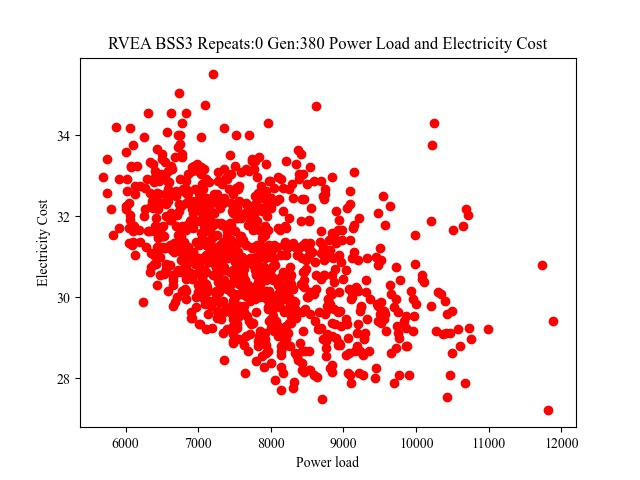 RVEA BSS3 Repeats:0 Gen:380 Power Load and Electricity Cost
34
32
30
28
Electricity Cost
6000 7000 8000 9000 10000 11000 12000
Power load